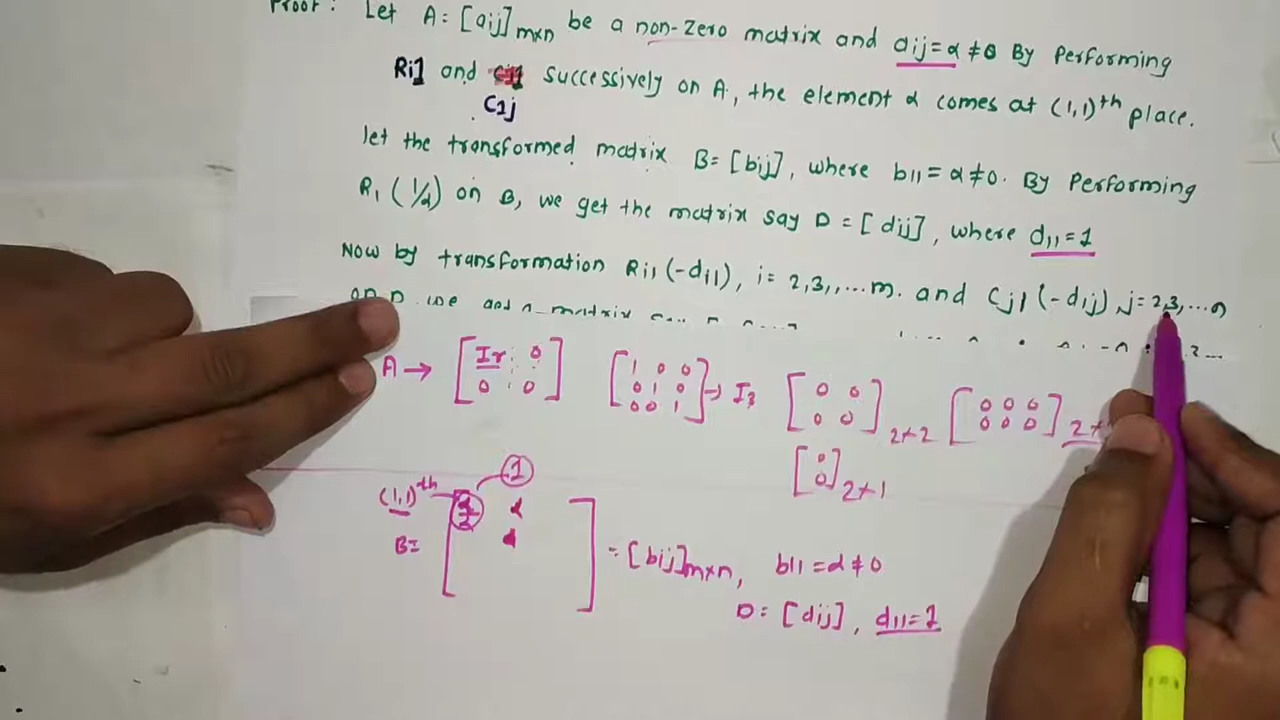 Proof: Let A = [aij]m×n be a non-zero matrix and aij = α ≠ 0 By Performing
Ri1 and C1j successively on A, the element α comes at (1,1)th place.
let the transformed matrix B = [bij], where b11 = α ≠ 0. By Performing
R1 (1/α) on B, we get the matrix say D = [dij], where d11 = 1
Now by transformation Ri1 (-di1), i = 2,3,,...m. and Cj1 (-d1j), j = 2,3,...n
on D we
A → [Ir 0
0 0]
[1 0 0
0 1 0
0 0 1] → I3
[0 0
0 0]2×2
[0 0 0
0 0 0]
[0
0]2×1
1
(1,1)th
α
α
B =
= [bij]m×n, b11 = α ≠ 0
D = [dij], d11 = 1